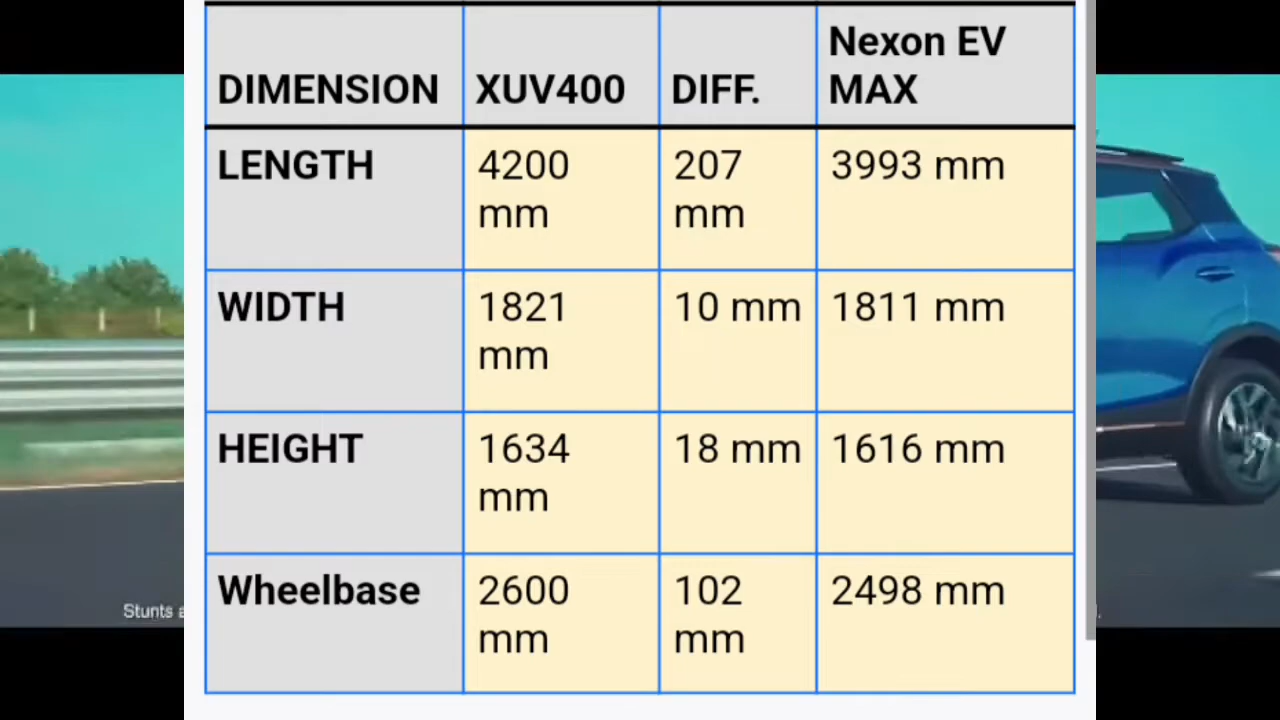 DIMENSION XUV400 DIFF. Nexon EV MAX
LENGTH 4200 mm 207 mm 3993 mm
WIDTH 1821 mm 10 mm 1811 mm
HEIGHT 1634 mm 18 mm 1616 mm
Wheelbase 2600 mm 102 mm 2498 mm
Stunts